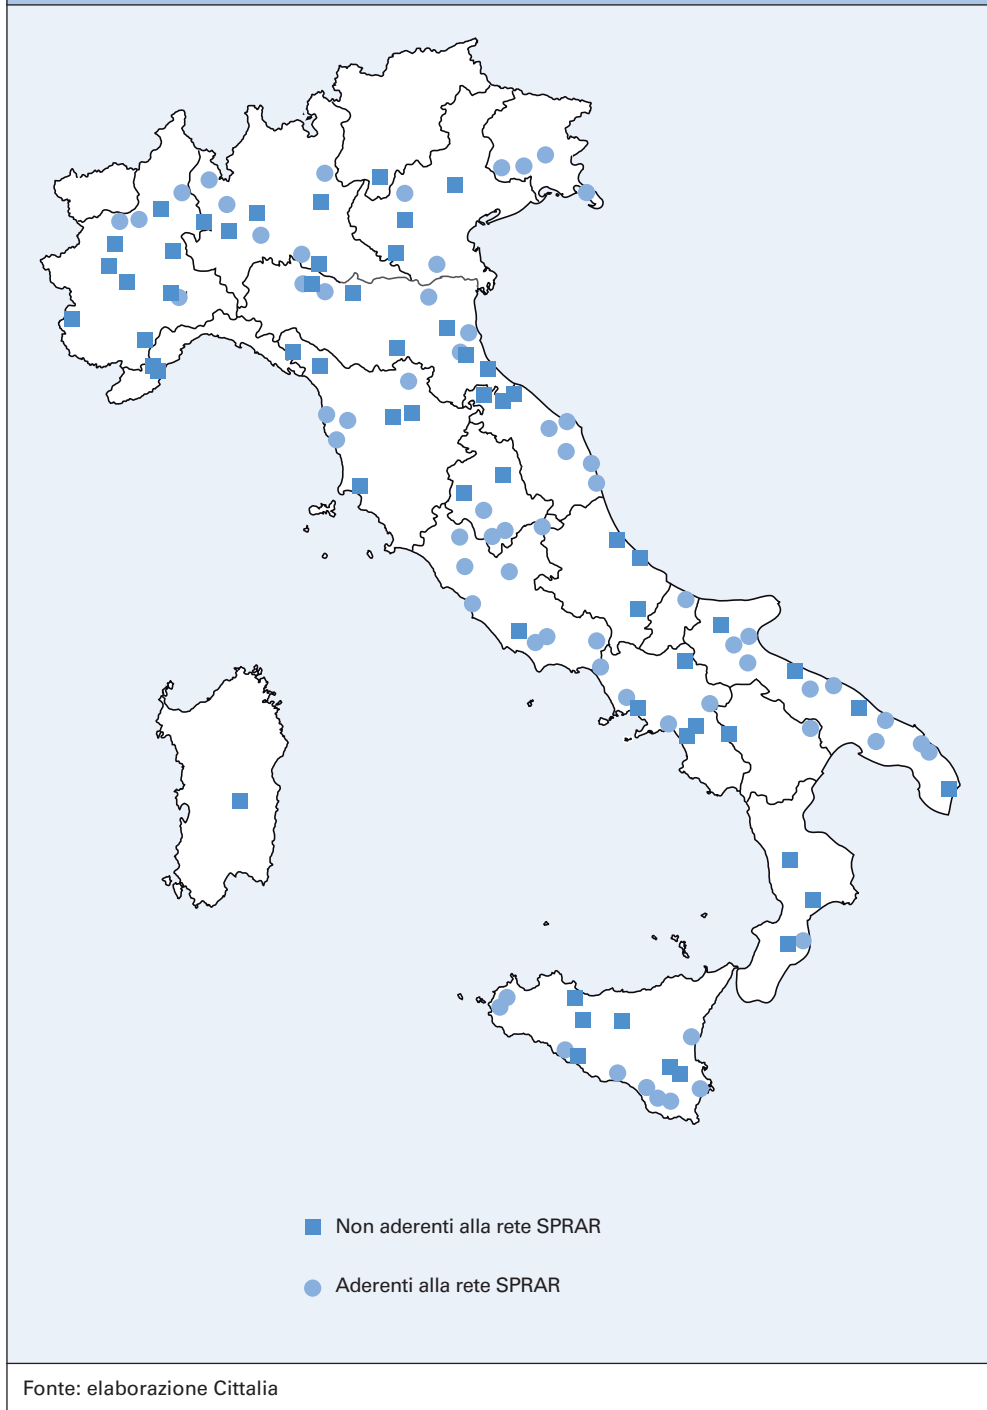 Non aderenti alla rete SPRAR
Aderenti alla rete SPRAR
Fonte: elaborazione Cittalia